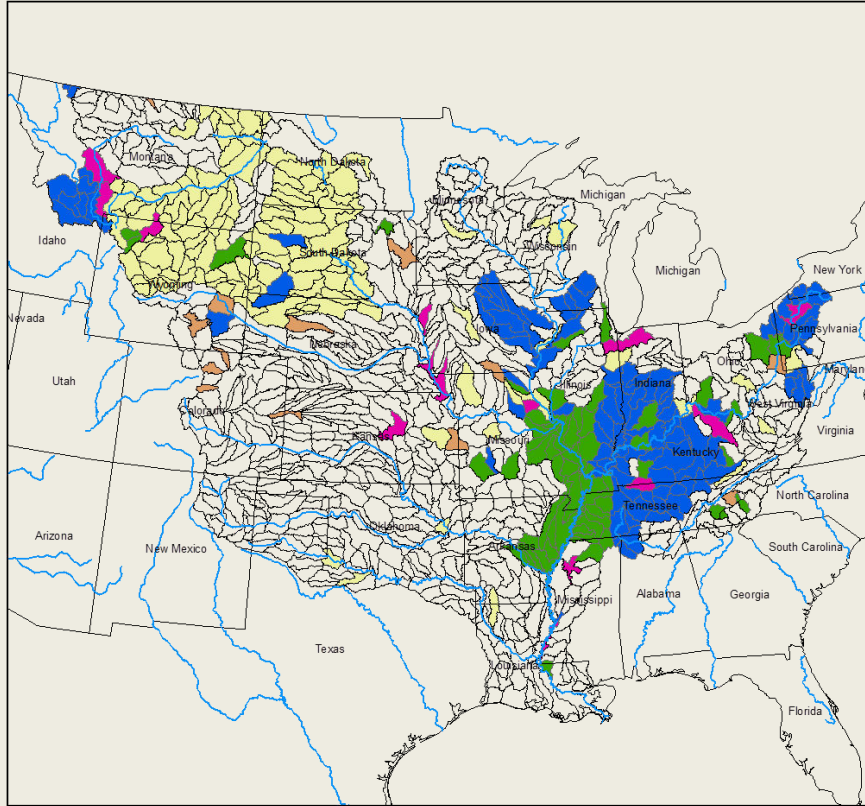 Montana
North Dakota
Minnesota
Michigan
Idaho
South Dakota
Wisconsin
Michigan
New York
Wyoming
Nevada
Iowa
Pennsylvania
Nebraska
Ohio
Utah
Illinois
Indiana
Maryland
Colorado
West Virginia
Virginia
Kansas
Missouri
Kentucky
North Carolina
Tennessee
Oklahoma
Arizona
New Mexico
Arkansas
South Carolina
Mississippi
Alabama
Georgia
Texas
Louisiana
Florida